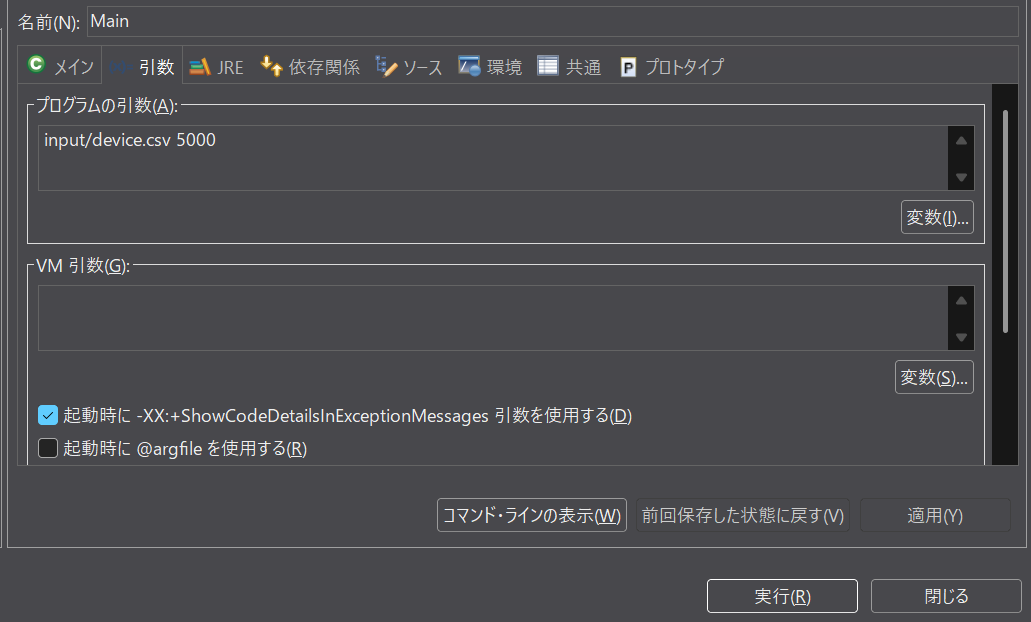 名前(N): Main
メイン 引数 JRE 依存関係 ソース 環境 共通 プロトタイプ
プログラムの引数(A):
input/device.csv 5000
変数(I)...
VM 引数(G):
変数(S)...
起動時に -XX:+ShowCodeDetailsInExceptionMessages 引数を使用する(D)
起動時に @argfile を使用する(R)
コマンド・ラインの表示(W) 前回保存した状態に戻す(V) 適用(Y)
実行(R) 閉じる